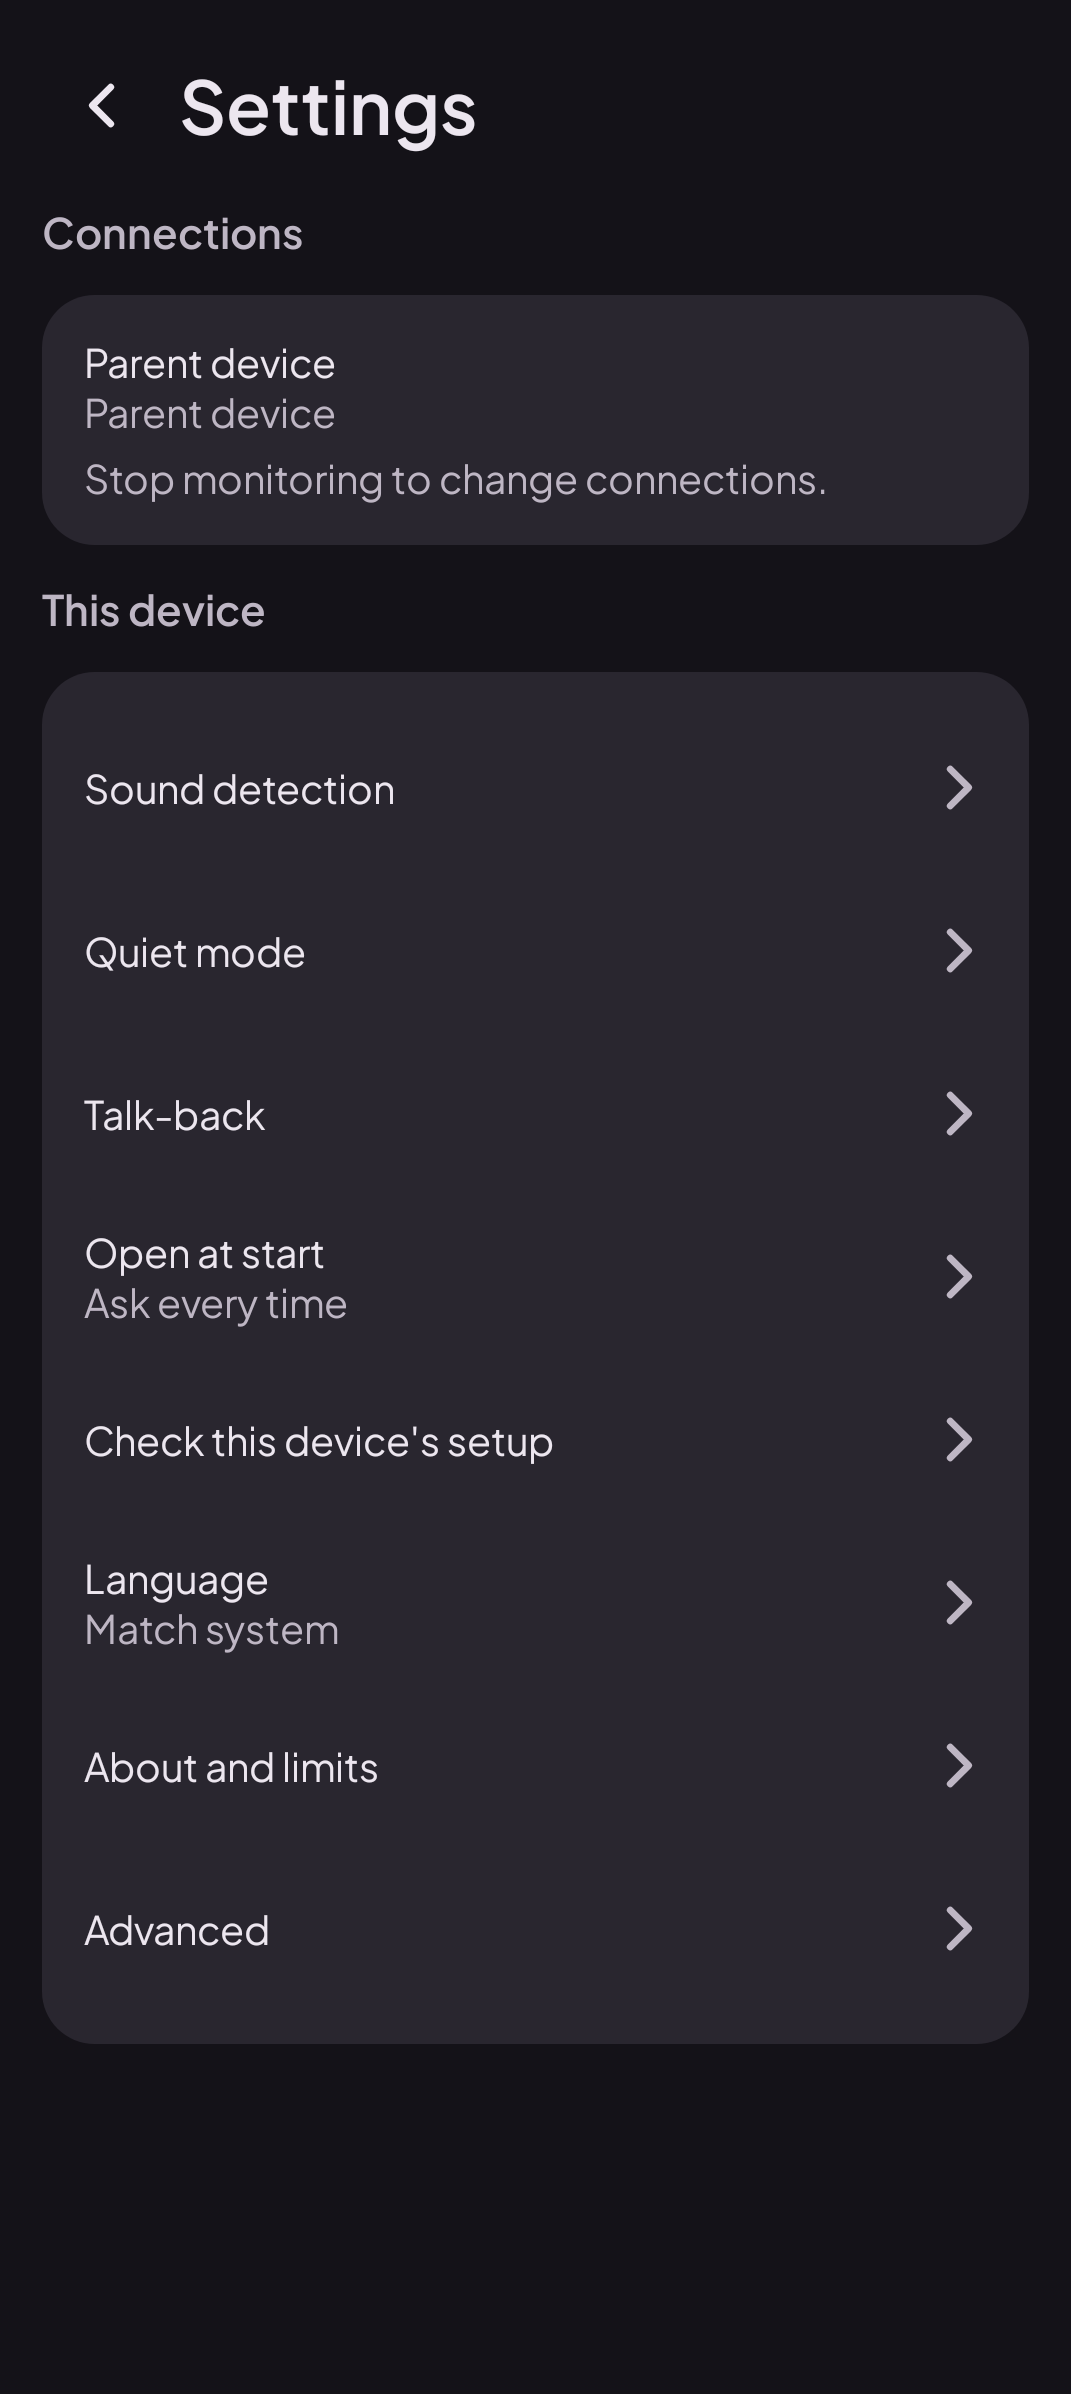 Settings
Connections
Parent device
Parent device
Stop monitoring to change connections.
This device
Sound detection
Quiet mode
Talk-back
Open at start
Ask every time
Check this device's setup
Language
Match system
About and limits
Advanced